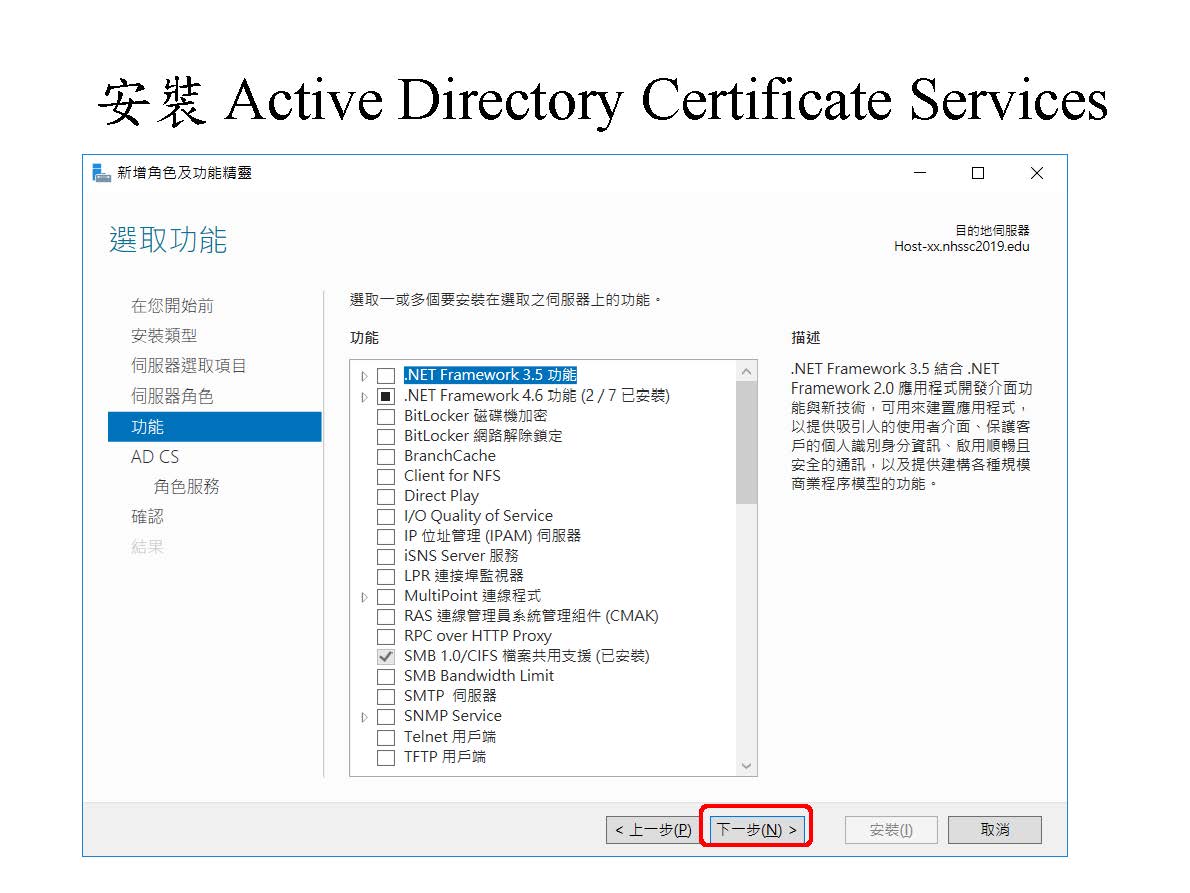 安裝 Active Directory Certificate Services
新增角色及功能精靈
選取功能
目的地伺服器
Host-xx.nhssc2019.edu
在您開始前
安裝類型
伺服器選取項目
伺服器角色
功能
AD CS
角色服務
確認
結果
選取一或多個要安裝在選取之伺服器上的功能。
功能
.NET Framework 3.5 功能
.NET Framework 4.6 功能 (2 / 7 已安裝)
BitLocker 磁碟機加密
BitLocker 網路解除鎖定
BranchCache
Client for NFS
Direct Play
I/O Quality of Service
IP 位址管理 (IPAM) 伺服器
iSNS Server 服務
LPR 連接埠監視器
MultiPoint 連線程式
RAS 連線管理員系統管理組件 (CMAK)
RPC over HTTP Proxy
SMB 1.0/CIFS 檔案共用支援 (已安裝)
SMB Bandwidth Limit
SMTP 伺服器
SNMP Service
Telnet 用戶端
TFTP 用戶端
描述
.NET Framework 3.5 結合 .NET
Framework 2.0 應用程式開發介面功
能與新技術，可用來建置應用程式，
以提供吸引人的使用者介面、保護客
戶的個人識別身分資訊、啟用順暢且
安全的通訊，以及提供建構各種規模
商業程序模型的功能。
< 上一步(P)
下一步(N) >
安裝(I)
取消